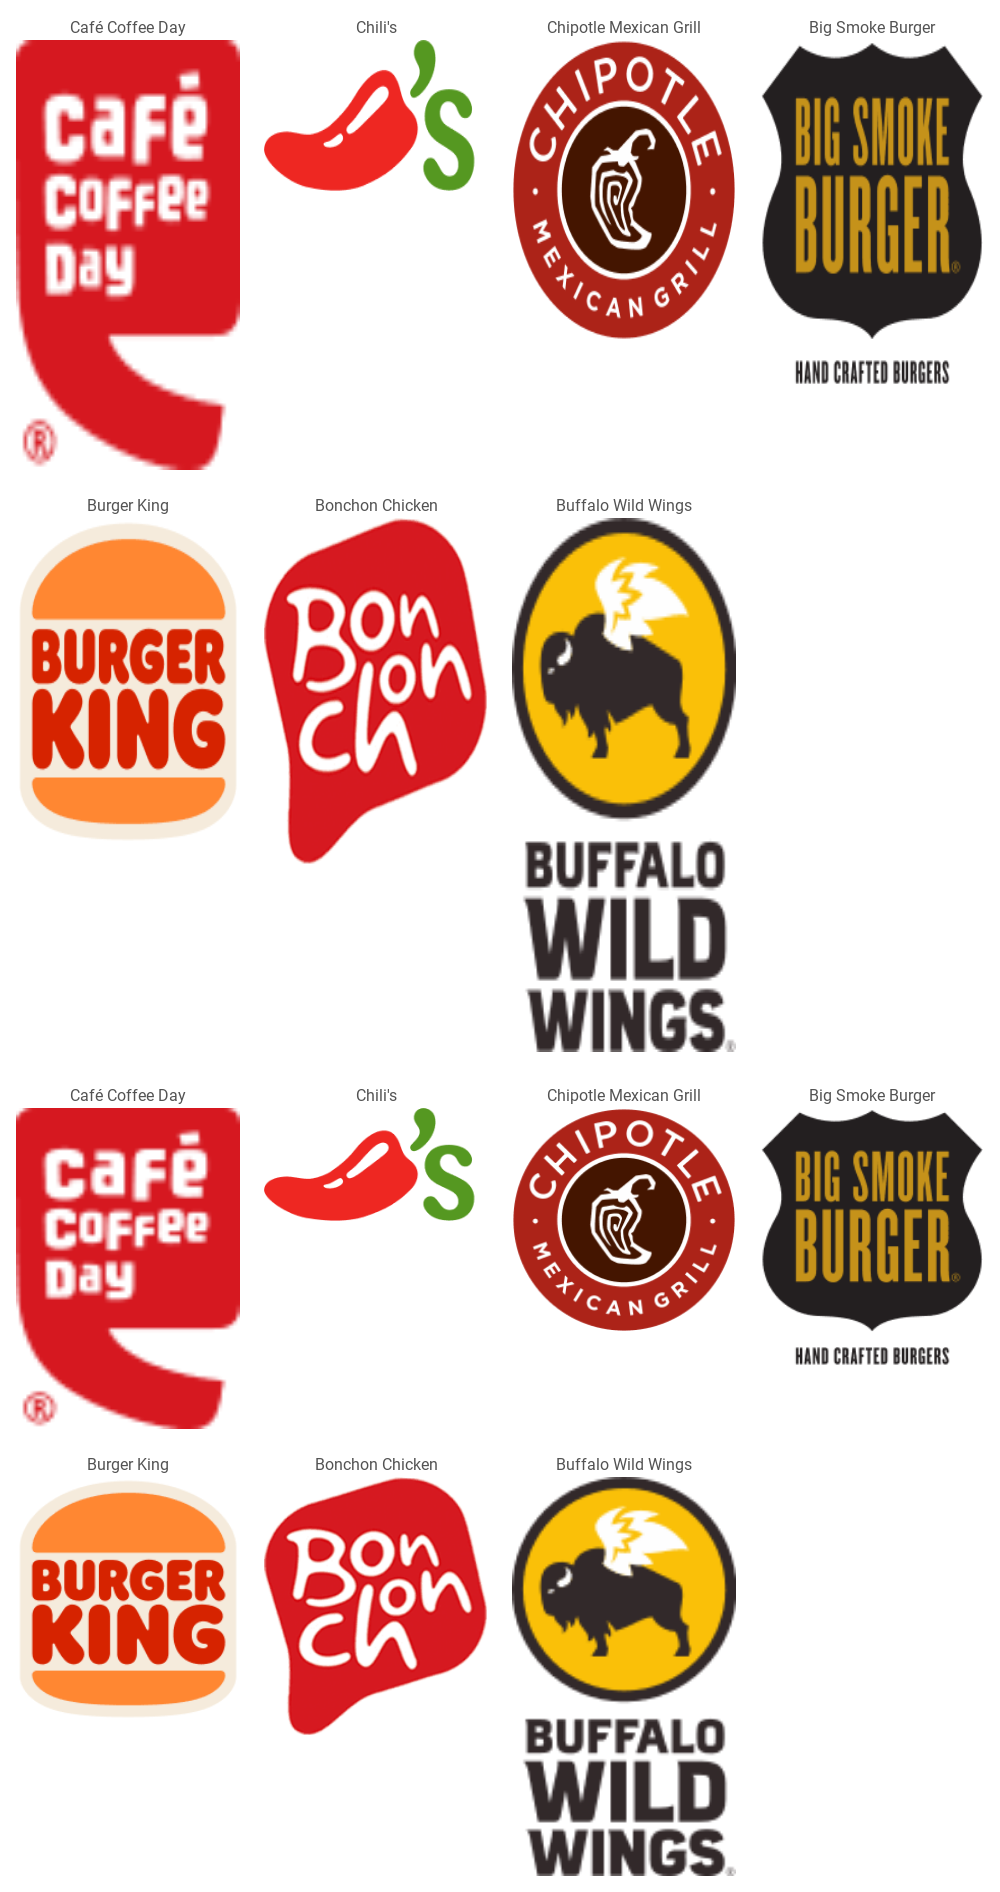 Café Coffee Day
Chili's
Chipotle Mexican Grill
Big Smoke Burger
Café
Coffee
Day
®
's
CHIPOTLE
MEXICAN GRILL
BIG SMOKE
BURGER®
HAND CRAFTED BURGERS
Burger King
Bonchon Chicken
Buffalo Wild Wings
BURGER
KING
Bon
Chon
BUFFALO
WILD
WINGS®
Café Coffee Day
Chili's
Chipotle Mexican Grill
Big Smoke Burger
Café
Coffee
Day
®
's
CHIPOTLE
MEXICAN GRILL
BIG SMOKE
BURGER®
HAND CRAFTED BURGERS
Burger King
Bonchon Chicken
Buffalo Wild Wings
BURGER
KING
Bon
Chon
BUFFALO
WILD
WINGS®